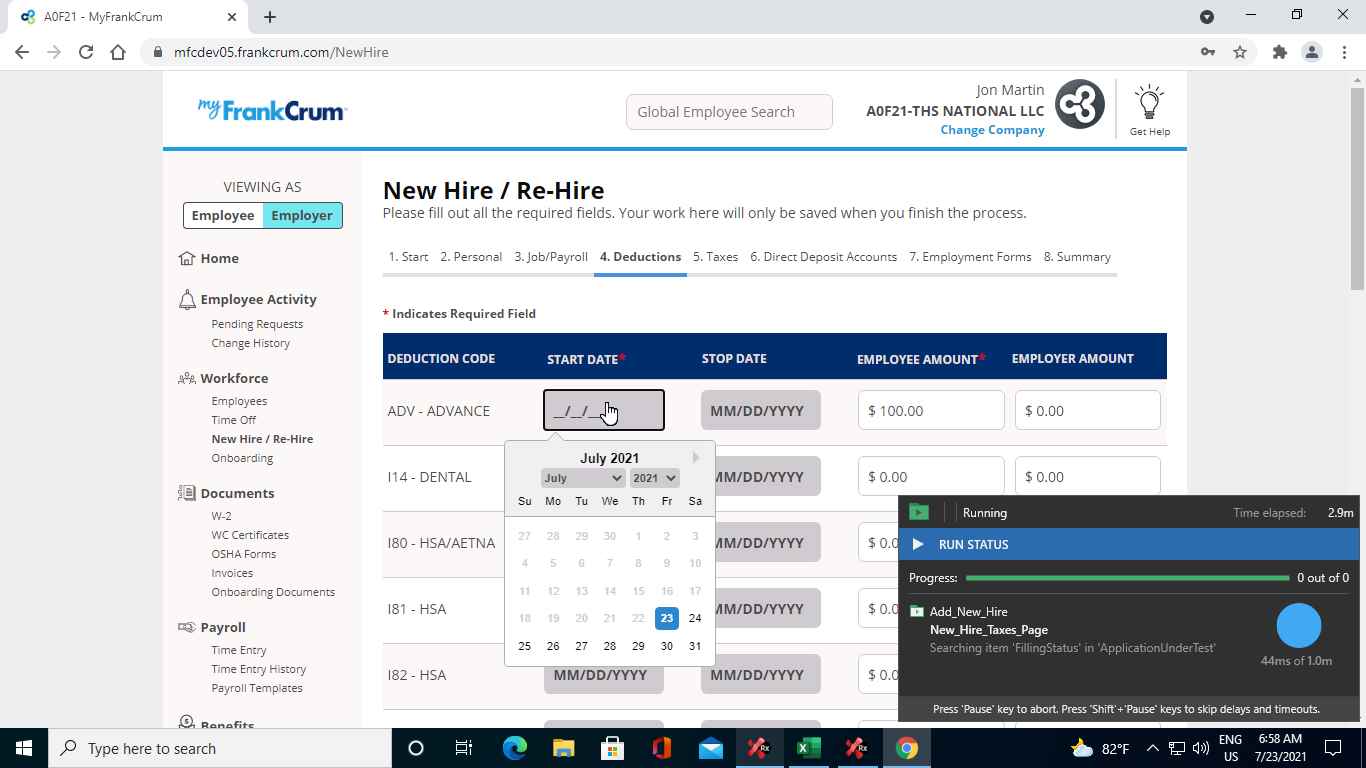 A0F21 - MyFrankCrum
mfcdev05.frankcrum.com/NewHire
myFrankCrum
Global Employee Search
Jon Martin
A0F21-THS NATIONAL LLC
Change Company
Get Help
VIEWING AS
Employee Employer
Home
Employee Activity
Pending Requests
Change History
Workforce
Employees
Time Off
New Hire / Re-Hire
Onboarding
Documents
W-2
WC Certificates
OSHA Forms
Invoices
Onboarding Documents
Payroll
Time Entry
Time Entry History
Payroll Templates
Benefits
New Hire / Re-Hire
Please fill out all the required fields. Your work here will only be saved when you finish the process.
1. Start 2. Personal 3. Job/Payroll 4. Deductions 5. Taxes 6. Direct Deposit Accounts 7. Employment Forms 8. Summary
* Indicates Required Field
DEDUCTION CODE START DATE* STOP DATE EMPLOYEE AMOUNT* EMPLOYER AMOUNT
ADV - ADVANCE __/__/__ MM/DD/YYYY $ 100.00 $ 0.00
I14 - DENTAL MM/DD/YYYY $ 0.00 $ 0.00
I80 - HSA/AETNA MM/DD/YYYY $ 0.0
I81 - HSA MM/DD/YYYY $ 0.0
I82 - HSA MM/DD/YYYY MM/DD/YYYY $ 0.0
July 2021
July 2021
Su Mo Tu We Th Fr Sa
27 28 29 30 1 2 3
4 5 6 7 8 9 10
11 12 13 14 15 16 17
18 19 20 21 22 23 24
25 26 27 28 29 30 31
Running Time elapsed: 2.9m
RUN STATUS
Progress: 0 out of 0
Add_New_Hire
New_Hire_Taxes_Page
Searching item 'FillingStatus' in 'ApplicationUnderTest'
44ms of 1.0m
Press 'Pause' key to abort. Press 'Shift'+'Pause' keys to skip delays and timeouts.
Type here to search
Rx
Rx
82°F
ENG
US
6:58 AM
7/23/2021